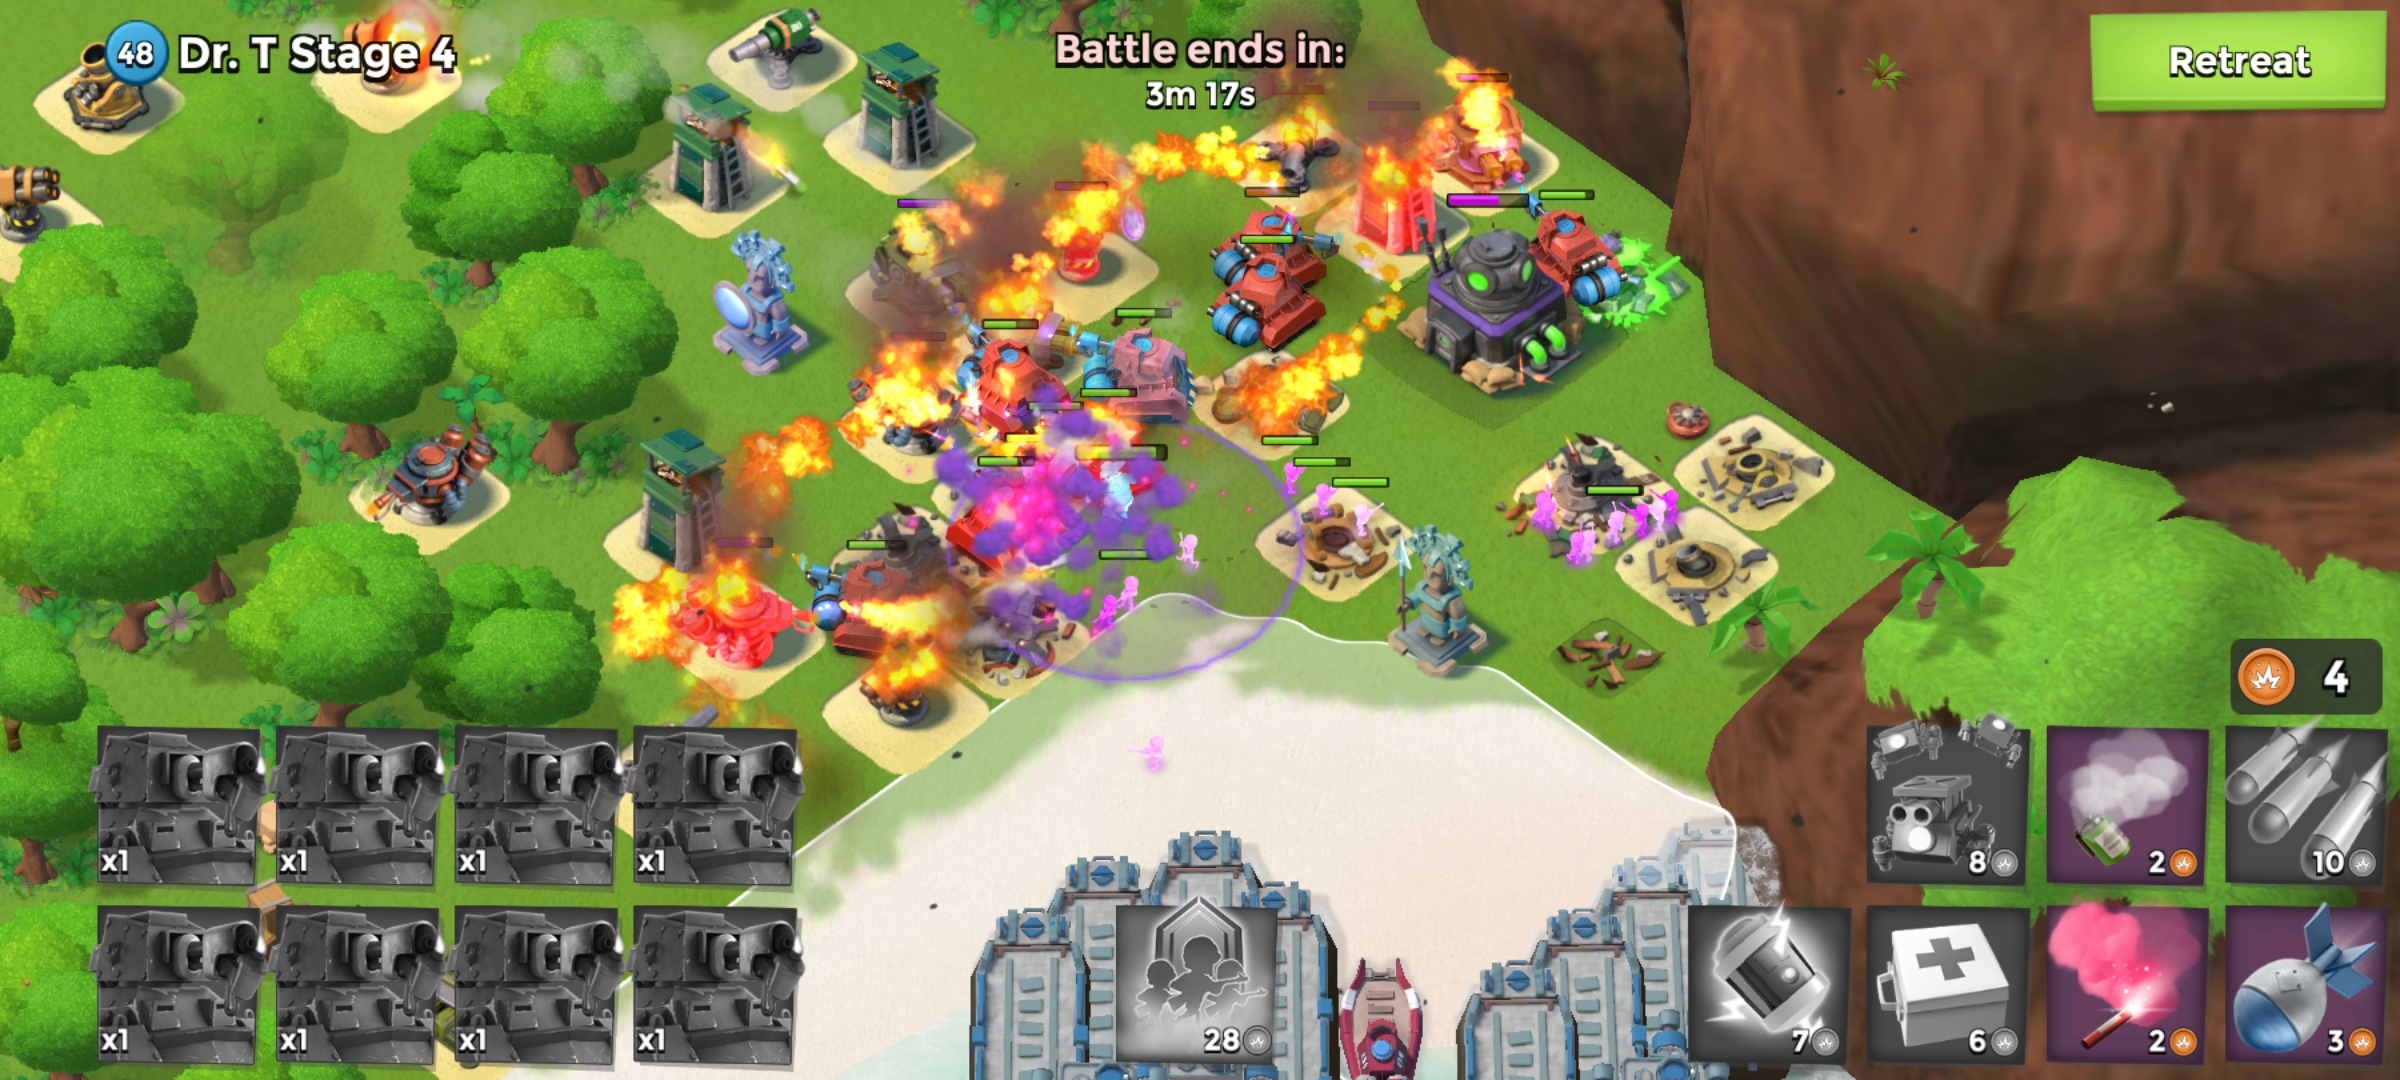 48 Dr. T Stage 4
Battle ends in:
3m 17s
Retreat
4
x1 x1 x1 x1
8 2 10
x1 x1 x1 x1
28 7 6 2 3